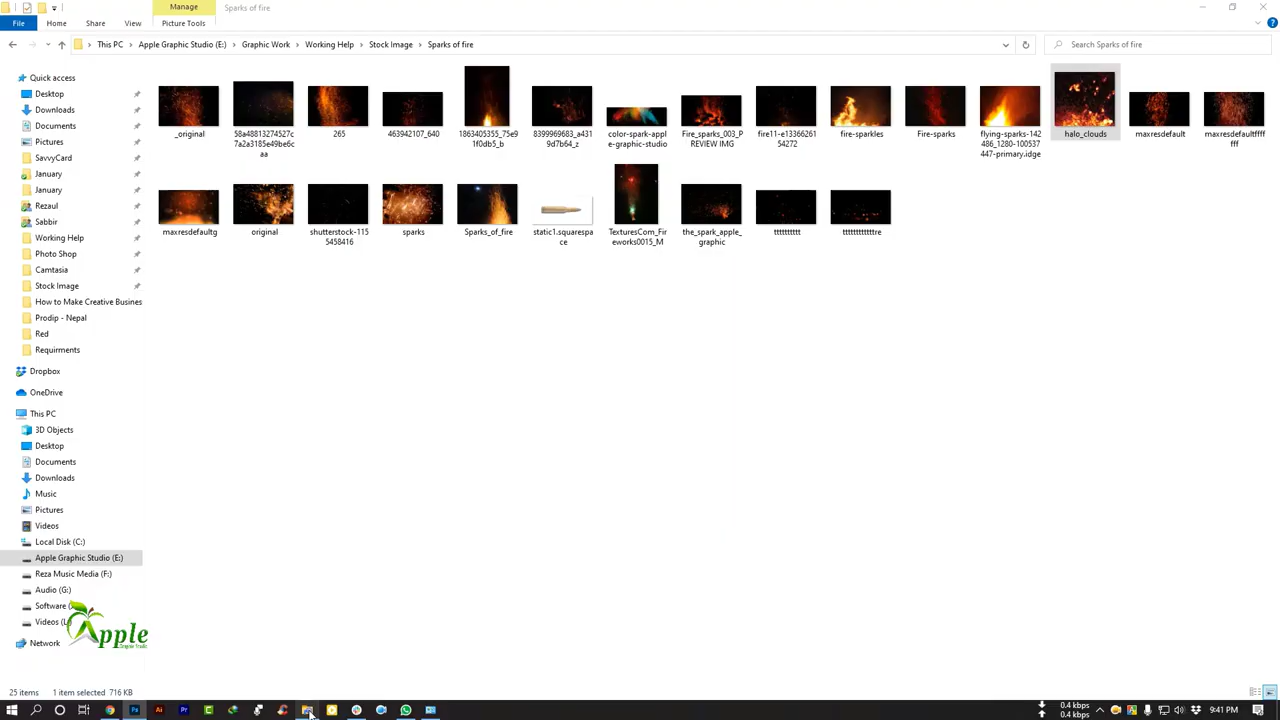 Manage
Sparks of fire
File
Home
Share
View
Picture Tools
This PC
Apple Graphic Studio (E:)
Graphic Work
Working Help
Stock Image
Sparks of fire
Search Sparks of fire
Quick access
Desktop
Downloads
Documents
Pictures
SavvyCard
January
January
Rezaul
Sabbir
Working Help
Photo Shop
Camtasia
Stock Image
How to Make Creative Busines
Prodip - Nepal
Red
Requirments
Dropbox
OneDrive
This PC
3D Objects
Desktop
Documents
Downloads
Music
Pictures
Videos
Local Disk (C:)
Apple Graphic Studio (E:)
Reza Music Media (F:)
Audio (G:)
Software
Videos (L
Network
_original
58a48813274527c
7a2a3185e49be6c
aa
265
463942107_640
1863405355_75e9
1f0db5_b
8399969683_a431
9d7b64_z
color-spark-appl
e-graphic-studio
Fire_sparks_003_P
REVIEW IMG
fire11-e13366261
54272
fire-sparkles
Fire-sparks
flying-sparks-142
486_1280-100537
447-primary.idge
halo_clouds
maxresdefault
maxresdefaultffff
fff
maxresdefaultg
original
shutterstock-115
5458416
sparks
Sparks_of_fire
static1.squarespa
ce
TexturesCom_Fir
eworks0015_M
the_spark_apple_
graphic
Apple
25 items
1 item selected 716 KB
Ps
Ai
Pr
0.4 kbps
0.4 kbps
9:41 PM